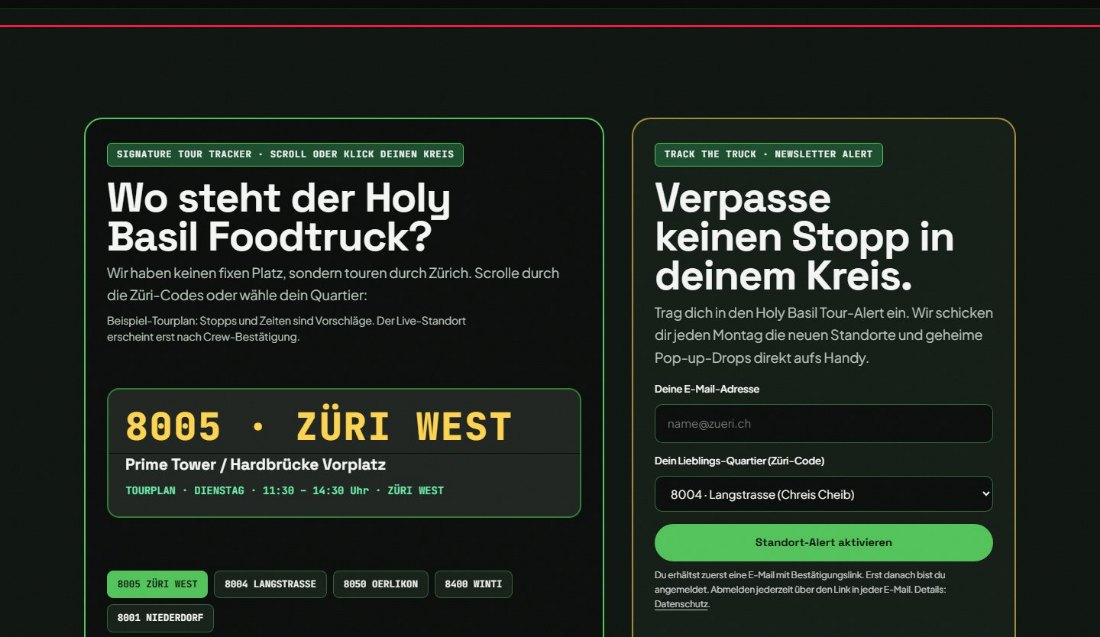 SIGNATURE TOUR TRACKER · SCROLL ODER KLICK DEINEN KREIS
Wo steht der Holy
Basil Foodtruck?
Wir haben keinen fixen Platz, sondern touren durch Zürich. Scrolle durch
die Züri-Codes oder wähle dein Quartier:
Beispiel-Tourplan: Stopps und Zeiten sind Vorschläge. Der Live-Standort
erscheint erst nach Crew-Bestätigung.
8005 · ZÜRI WEST
Prime Tower / Hardbrücke Vorplatz
TOURPLAN · DIENSTAG · 11:30 – 14:30 Uhr · ZÜRI WEST
8005 ZÜRI WEST
8004 LANGSTRASSE
8050 OERLIKON
8400 WINTI
8001 NIEDERDORF
TRACK THE TRUCK · NEWSLETTER ALERT
Verpasse
keinen Stopp in
deinem Kreis.
Trag dich in den Holy Basil Tour-Alert ein. Wir schicken
dir jeden Montag die neuen Standorte und geheime
Pop-up-Drops direkt aufs Handy.
Deine E-Mail-Adresse
name@zueri.ch
Dein Lieblings-Quartier (Züri-Code)
8004 · Langstrasse (Chreis Cheib)
Standort-Alert aktivieren
Du erhältst zuerst eine E-Mail mit Bestätigungslink. Erst danach bist du
angemeldet. Abmelden jederzeit über den Link in jeder E-Mail. Details:
Datenschutz.